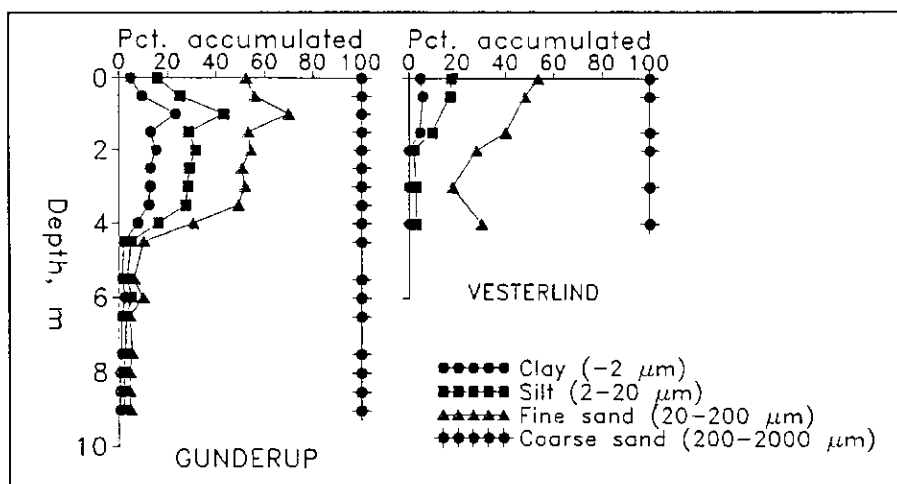 Pct. accumulated
0 20 40 60 80 100
Pct. accumulated
0 20 40 60 80 100
0
2
4
6
8
10
Depth, m
GUNDERUP
VESTERLIND
Clay (-2 μm)
Silt (2-20 μm)
Fine sand (20-200 μm)
Coarse sand (200-2000 μm)